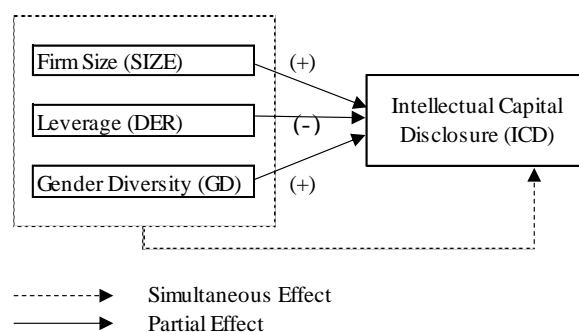 Firm Size (SIZE)
(+)
Intellectual Capital
Disclosure (ICD)
Leverage (DER)
(-)
Gender Diversity (GD)
(+)
Simultaneous Effect
Partial Effect